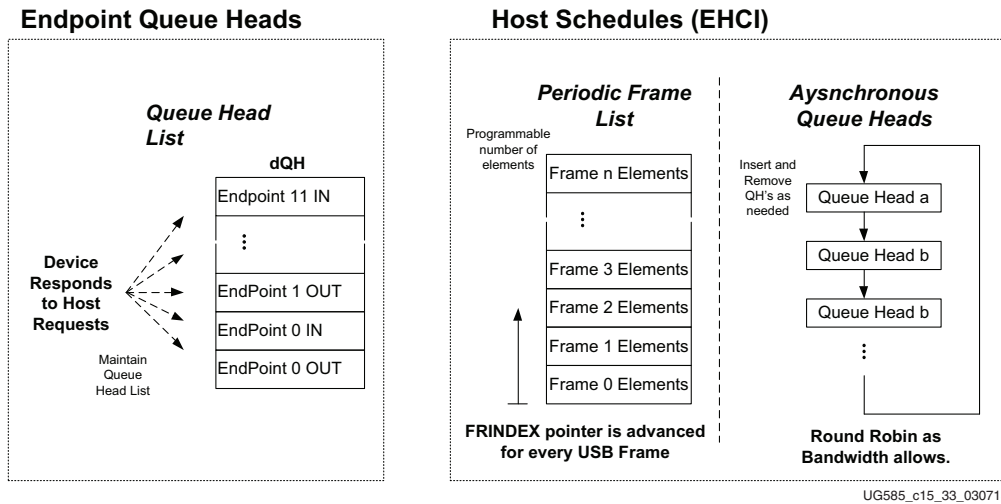 Endpoint Queue Heads
Queue Head
List
dQH
Endpoint 11 IN
EndPoint 1 OUT
EndPoint 0 IN
EndPoint 0 OUT
Device
Responds
to Host
Requests
Maintain
Queue
Head List
Host Schedules (EHCI)
Periodic Frame
List
Programmable
number of
elements
Frame n Elements
Frame 3 Elements
Frame 2 Elements
Frame 1 Elements
Frame 0 Elements
FRINDEX pointer is advanced
for every USB Frame
Aysnchronous
Queue Heads
Insert and
Remove
QH's as
needed
Queue Head a
Queue Head b
Queue Head b
Round Robin as
Bandwidth allows.
UG585_c15_33_03071